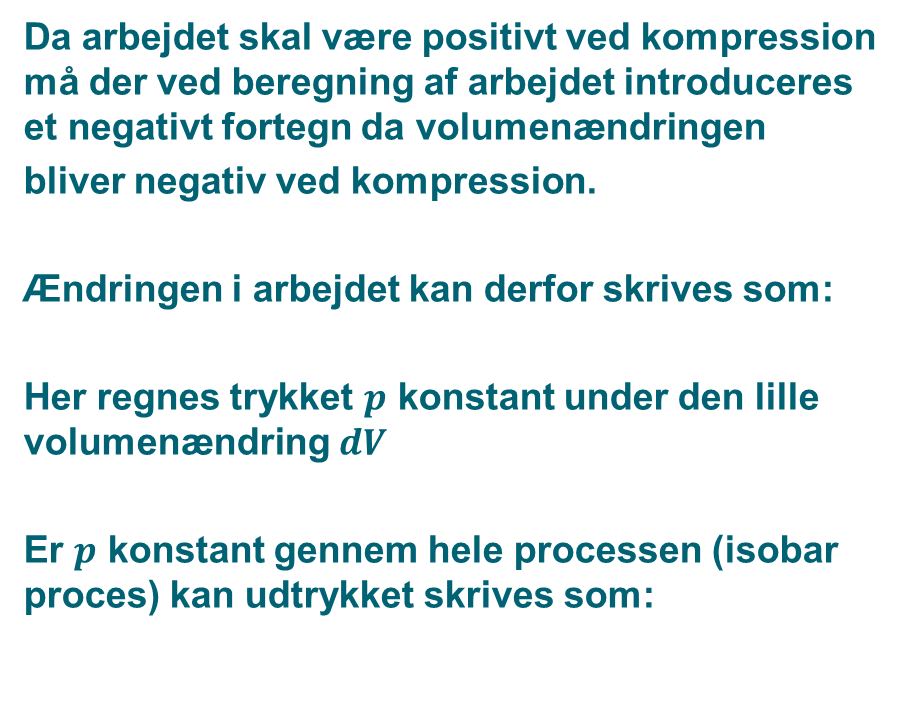 Da arbejdet skal være positivt ved kompression
må der ved beregning af arbejdet introduceres
et negativt fortegn da volumenændringen
bliver negativ ved kompression.
Ændringen i arbejdet kan derfor skrives som:
Her regnes trykket p konstant under den lille
volumenændring dV
Er p konstant gennem hele processen (isobar
proces) kan udtrykket skrives som: